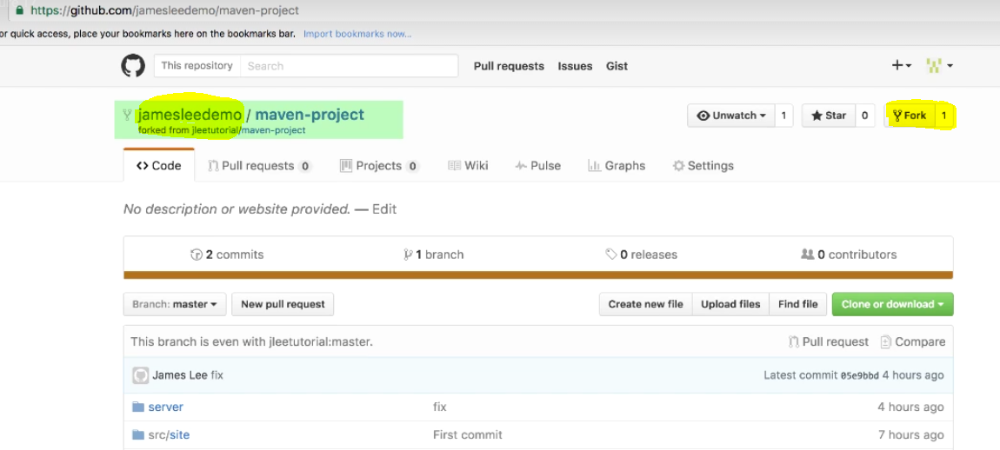 https://github.com/jamesleedemo/maven-project
or quick access, place your bookmarks here on the bookmarks bar. Import bookmarks now...
This repository Search Pull requests Issues Gist
jamesleedemo / maven-project Unwatch 1 Star 0 Fork 1
forked from jleetutorial/maven-project
Code Pull requests 0 Projects 0 Wiki Pulse Graphs Settings
No description or website provided. — Edit
2 commits 1 branch 0 releases 0 contributors
Branch: master New pull request Create new file Upload files Find file Clone or download
This branch is even with jleetutorial:master. Pull request Compare
James Lee fix Latest commit 05e9bbd 4 hours ago
server fix 4 hours ago
src/site First commit 7 hours ago